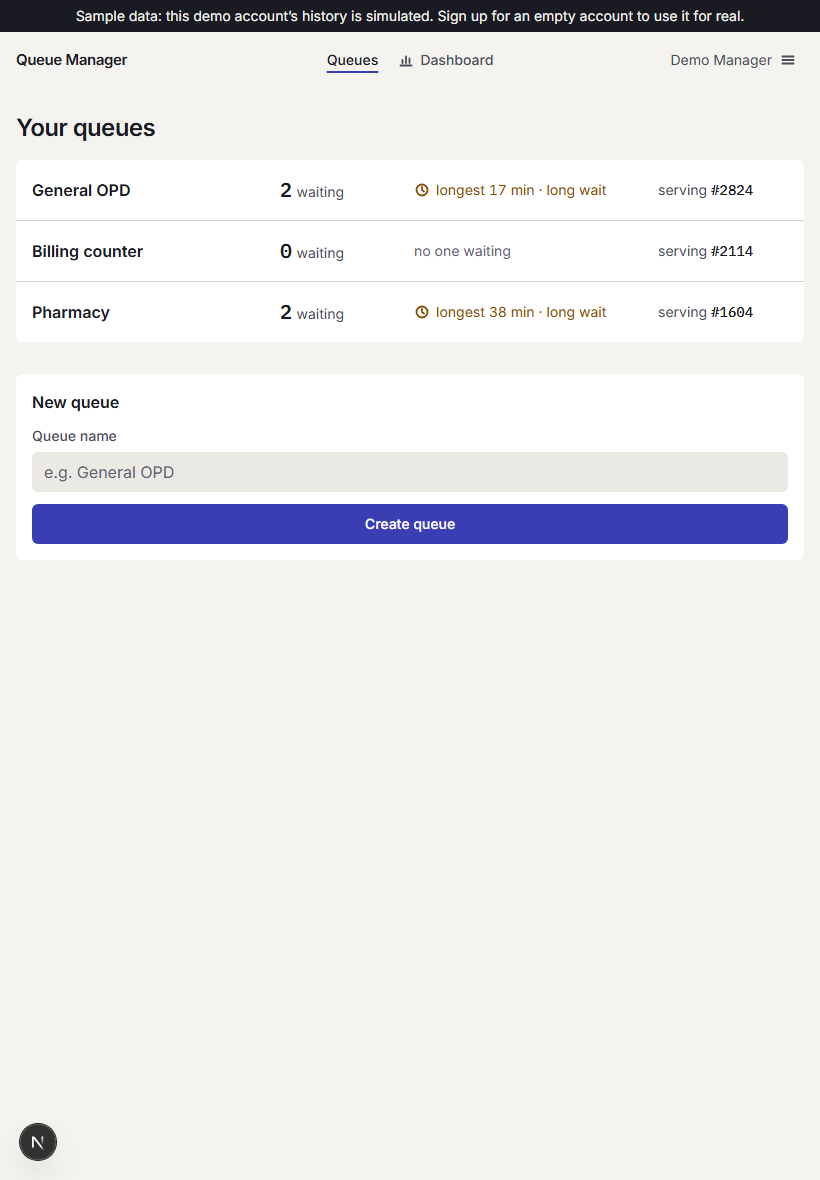 Sample data: this demo account’s history is simulated. Sign up for an empty account to use it for real.
Queue Manager Queues Dashboard Demo Manager
Your queues
General OPD 2 waiting longest 17 min · long wait serving #2824
Billing counter 0 waiting no one waiting serving #2114
Pharmacy 2 waiting longest 38 min · long wait serving #1604
New queue
Queue name
e.g. General OPD
Create queue
N